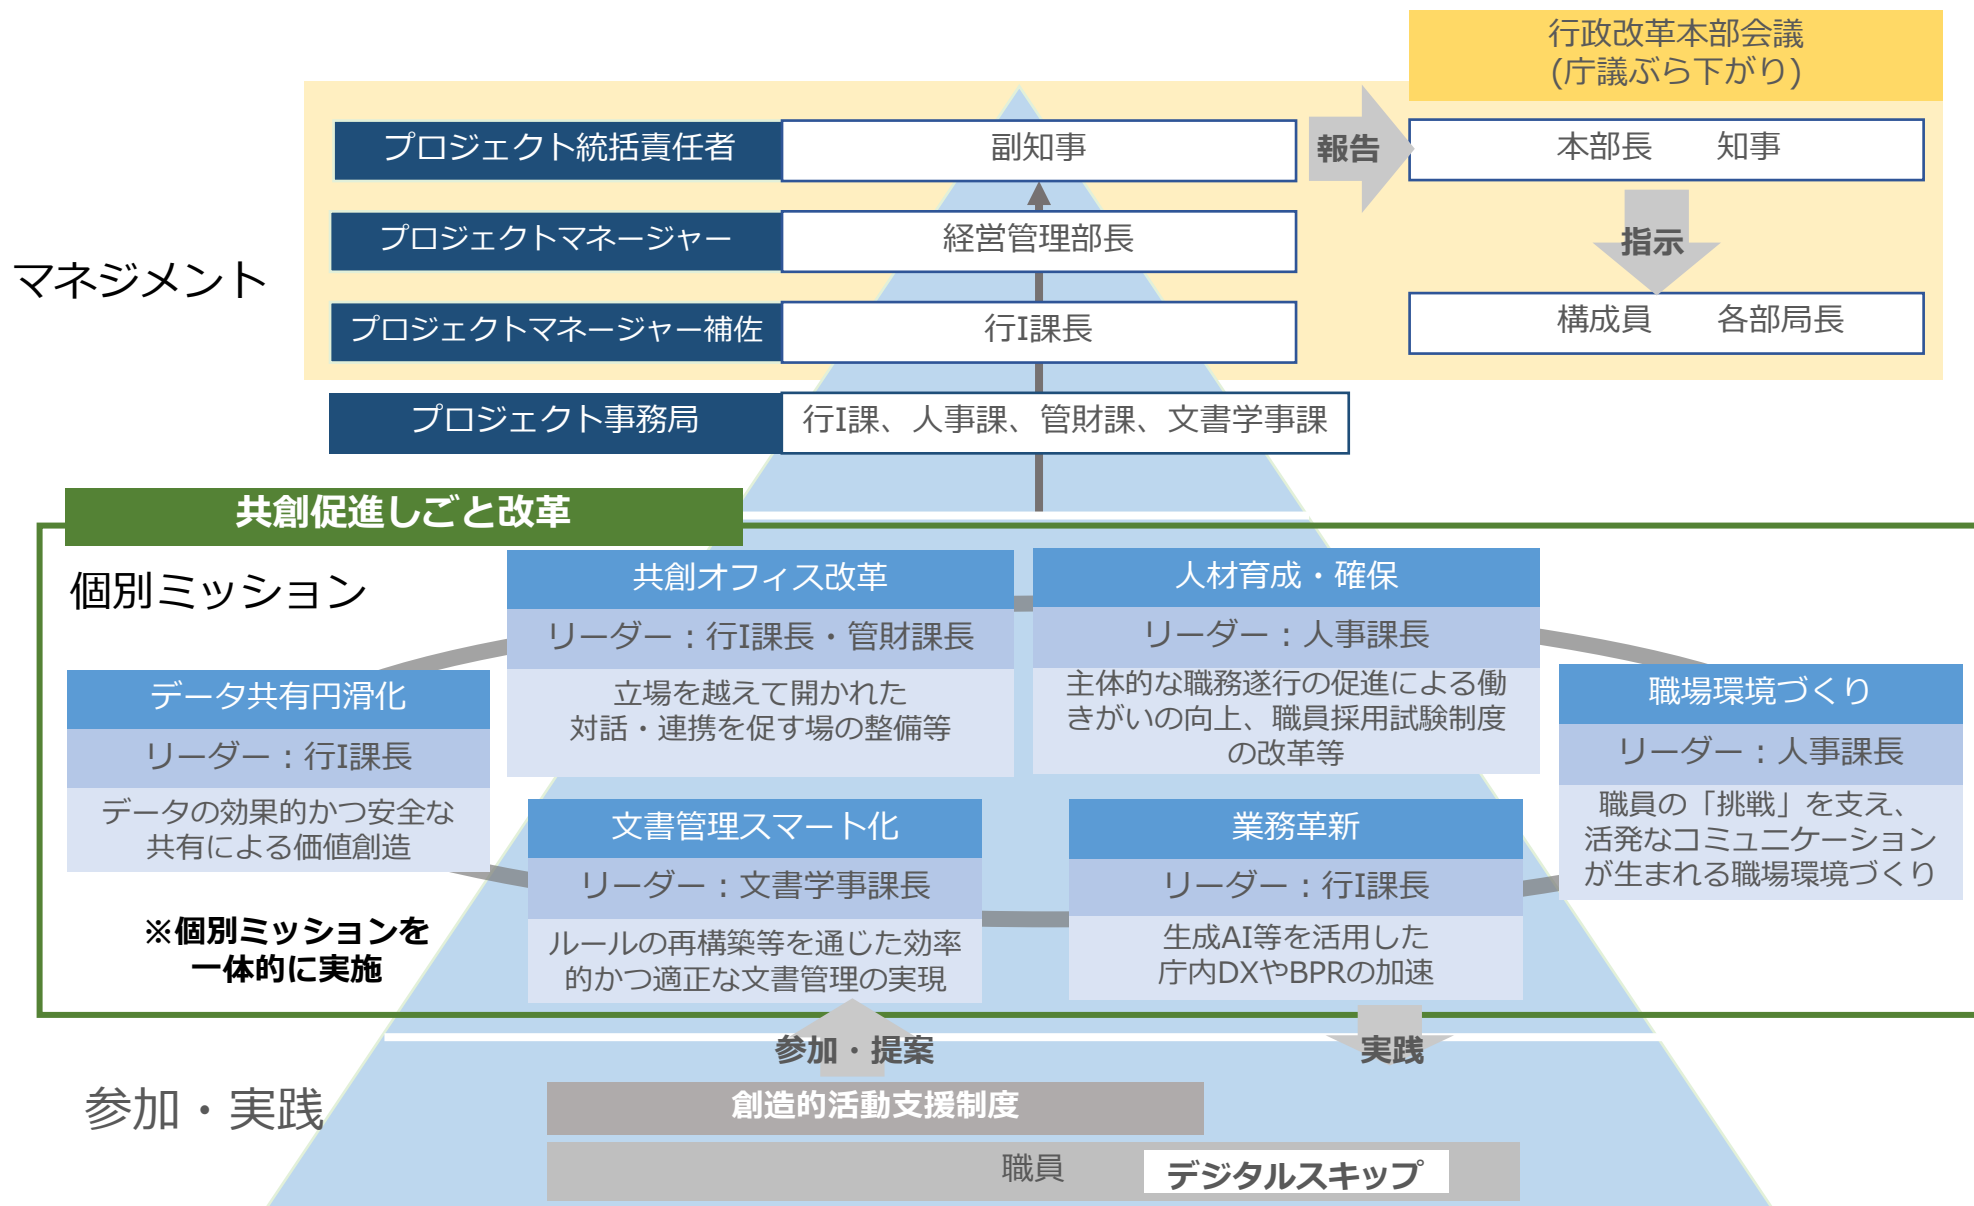 行政改革本部会議
(庁議ぶら下がり)
プロジェクト統括責任者
副知事
報告
本部長　知事
プロジェクトマネージャー
経営管理部長
指示
マネジメント
プロジェクトマネージャー補佐
行I課長
構成員　各部局長
プロジェクト事務局
行I課、人事課、管財課、文書学事課
共創促進しごと改革
個別ミッション
共創オフィス改革
リーダー：行I課長・管財課長
立場を越えて開かれた
対話・連携を促す場の整備等
人材育成・確保
リーダー：人事課長
主体的な職務遂行の促進による働
きがいの向上、職員採用試験制度
の改革等
データ共有円滑化
リーダー：行I課長
データの効果的かつ安全な
共有による価値創造
職場環境づくり
リーダー：人事課長
職員の「挑戦」を支え、
活発なコミュニケーション
が生まれる職場環境づくり
文書管理スマート化
リーダー：文書学事課長
ルールの再構築等を通じた効率
的かつ適正な文書管理の実現
業務革新
リーダー：行I課長
生成AI等を活用した
庁内DXやBPRの加速
※個別ミッションを
一体的に実施
参加・提案
実践
参加・実践
創造的活動支援制度
職員
デジタルスキップ